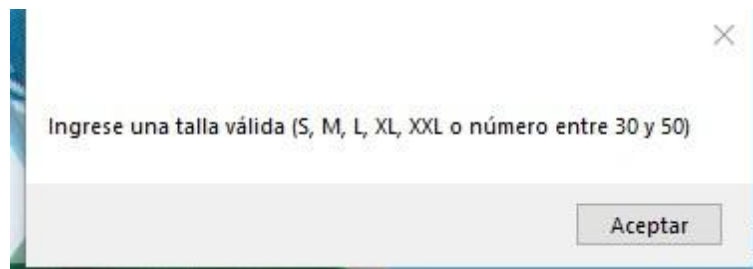 Ingrese una talla válida (S, M, L, XL, XXL o número entre 30 y 50)
Aceptar